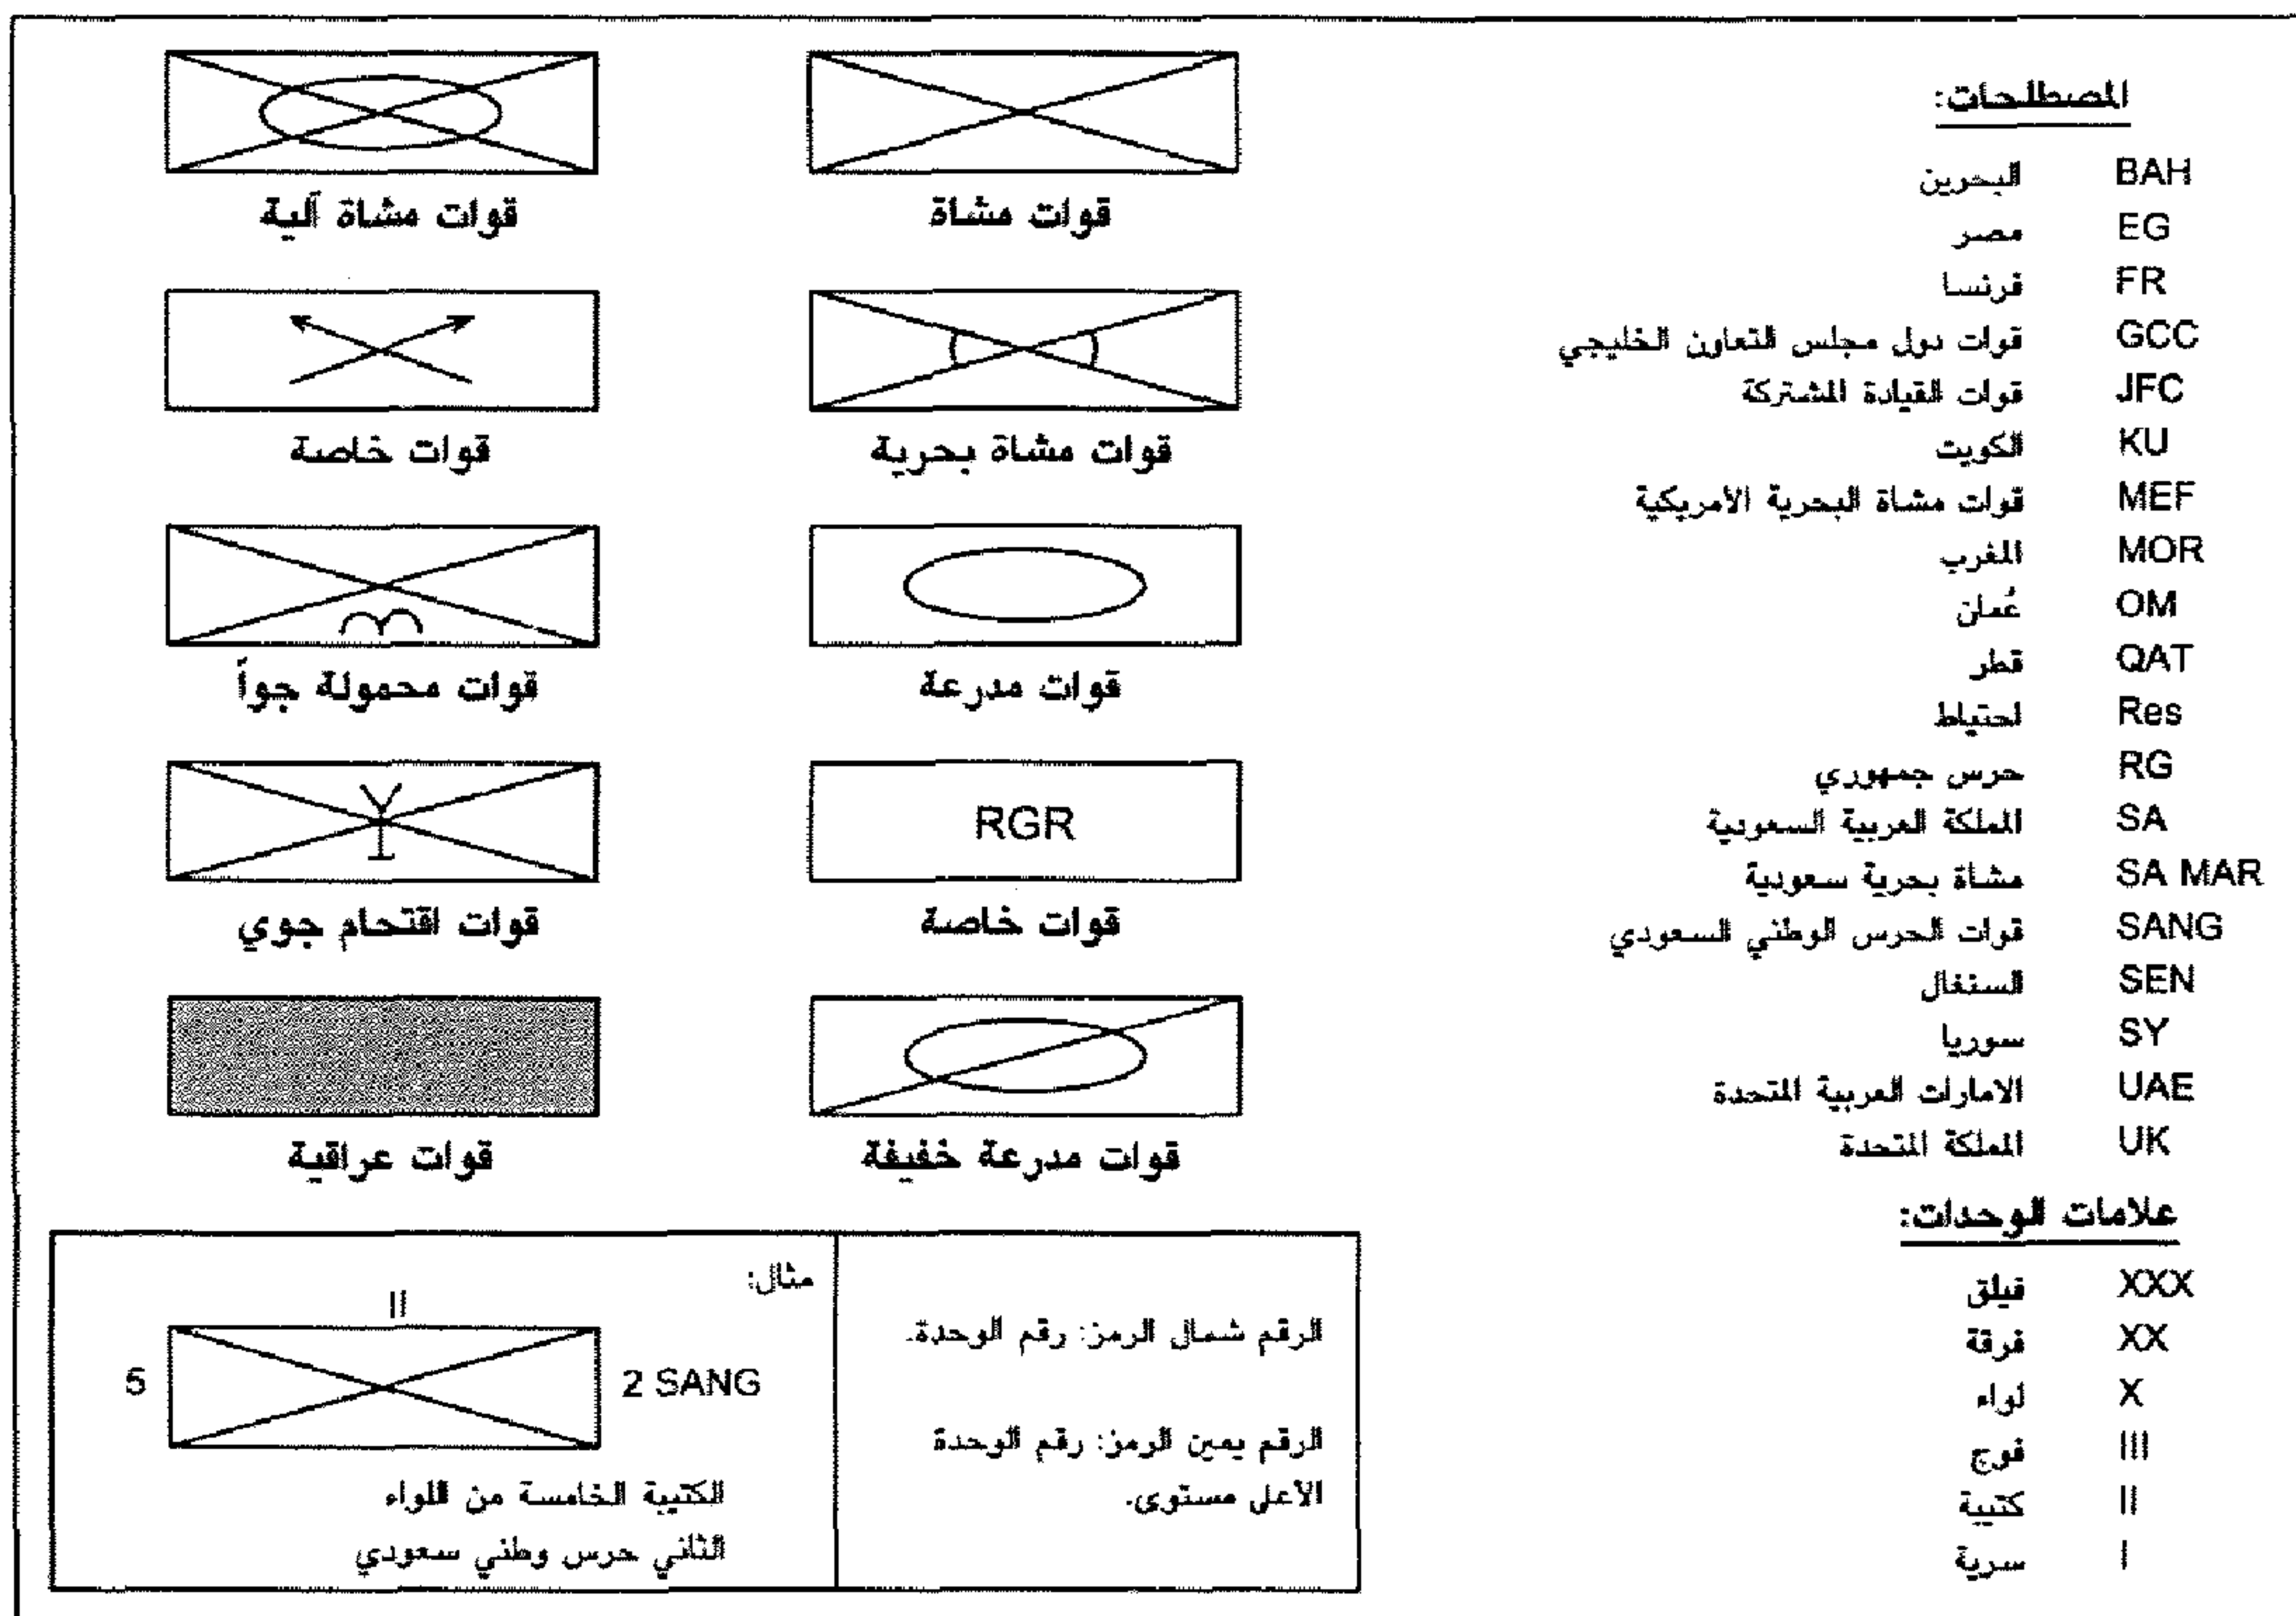 المصطلحات:
BAH البحرين
EG مصر
FR فرنسا
GCC قوات دول مجلس التعاون الخليجي
JFC قوات القيادة المشتركة
KU الكويت
MEF قوات مشاة البحرية الأمريكية
MOR المغرب
OM عُمان
QAT قطر
Res احتياط
RG حرس جمهوري
SA المملكة العربية السعودية
SA MAR مشاة بحرية سعودية
SANG قوات الحرس الوطني السعودي
SEN السنغال
SY سوريا
UAE الامارات العربية المتحدة
UK المملكة المتحدة
علامات الوحدات:
XXX فيلق
XX فرقة
X لواء
III فوج
II كتيبة
I سرية
قوات مشاة
قوات مشاة آلية
قوات مشاة بحرية
قوات خاصة
قوات مدرعة
قوات محمولة جواً
RGR
قوات خاصة
قوات اقتحام جوي
قوات مدرعة خفيفة
قوات عراقية
الرقم شمال الرمز: رقم الوحدة.
الرقم يمين الرمز: رقم الوحدة
الأعلى مستوى.
مثال:
II
5 2 SANG
الكتيبة الخامسة من اللواء
الثاني حرس وطني سعودي